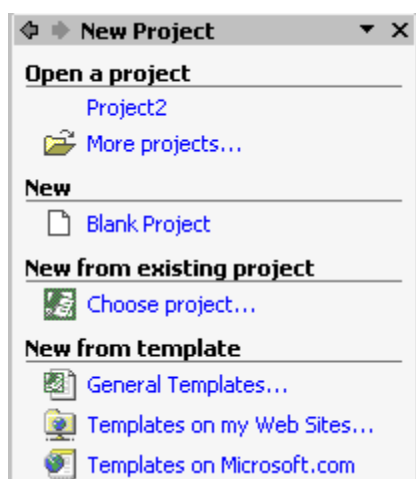 New Project
Open a project
Project2
More projects...
New
Blank Project
New from existing project
Choose project...
New from template
General Templates...
Templates on my Web Sites...
Templates on Microsoft.com